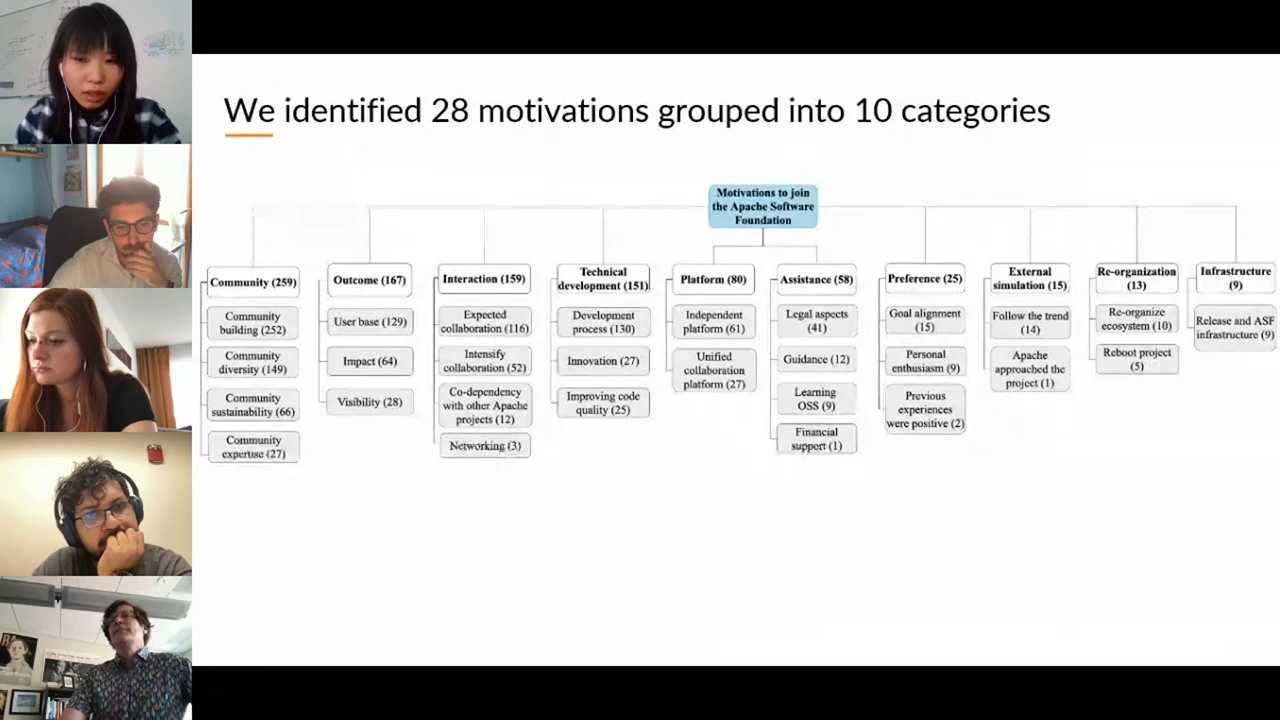 We identified 28 motivations grouped into 10 categories
Motivations to join
the Apache Software
Foundation
Community (259)
Community
building (252)
Community
diversity (149)
Community
sustainability (66)
Community
expertise (27)
Outcome (167)
User base (129)
Impact (64)
Visibility (28)
Interaction (159)
Expected
collaboration (116)
Intensify
collaboration (52)
Co-dependency
with other Apache
projects (12)
Networking (3)
Technical
development (151)
Development
process (130)
Innovation (27)
Improving code
quality (25)
Platform (80)
Independent
platform (61)
Unified
collaboration
platform (27)
Assistance (58)
Legal aspects
(41)
Guidance (12)
Learning
OSS (9)
Financial
support (1)
Preference (25)
Goal alignment
(15)
Personal
enthusiasm (9)
Previous
experiences
were positive (2)
External
simulation (15)
Follow the trend
(14)
Apache
approached the
project (1)
Re-organization
(13)
Re-organize
ecosystem (10)
Reboot project
(5)
Infrastructure
(9)
Release and ASF
infrastructure (9)